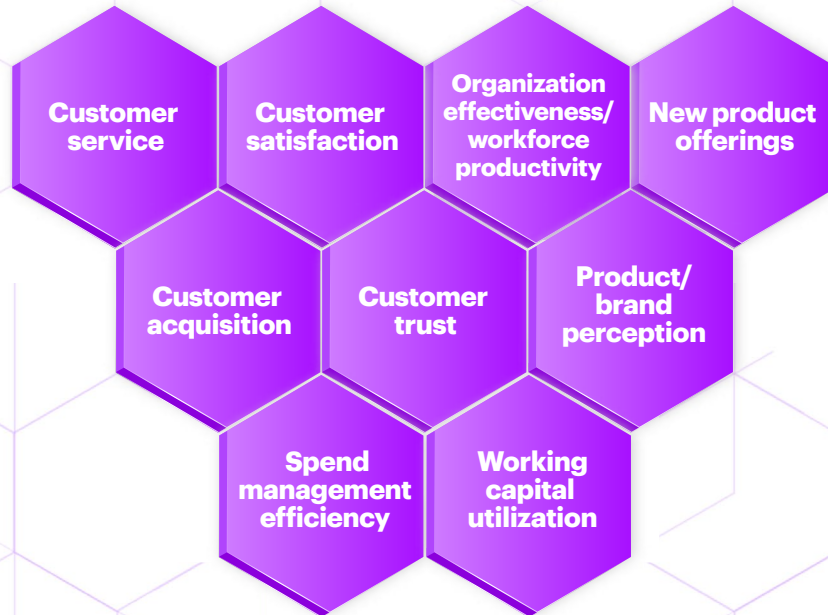 Customer
service
Customer
satisfaction
Organization
effectiveness/
workforce
productivity
New product
offerings
Customer
acquisition
Customer
trust
Product/
brand
perception
Spend
management
efficiency
Working
capital
utilization